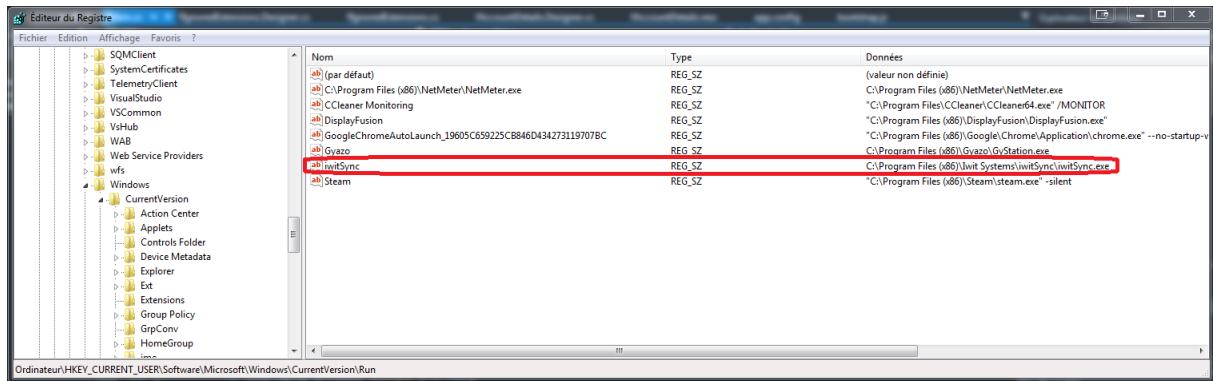 Éditeur du Registre
Fichier Edition Affichage Favoris ?
SQMClient
SystemCertificates
TelemetryClient
VisualStudio
VSCommon
VsHub
WAB
Web Service Providers
wfs
Windows
CurrentVersion
Action Center
Applets
Controls Folder
Device Metadata
Explorer
Ext
Extensions
Group Policy
GrpConv
HomeGroup
ime
Nom Type Données
(par défaut) REG_SZ (valeur non définie)
C:\Program Files (x86)\NetMeter\NetMeter.exe REG_SZ C:\Program Files (x86)\NetMeter\NetMeter.exe
CCleaner Monitoring REG_SZ "C:\Program Files\CCleaner\CCleaner64.exe" /MONITOR
DisplayFusion REG_SZ "C:\Program Files (x86)\DisplayFusion\DisplayFusion.exe"
GoogleChromeAutoLaunch_19605C659225CB846D434273119707BC REG_SZ "C:\Program Files (x86)\Google\Chrome\Application\chrome.exe" --no-startup-w
Gyazo REG_SZ C:\Program Files (x86)\Gyazo\GyStation.exe
iwitSync REG_SZ C:\Program Files (x86)\Iwit Systems\iwitSync\iwitSync.exe
Steam REG_SZ "C:\Program Files (x86)\Steam\steam.exe" -silent
Ordinateur\HKEY_CURRENT_USER\Software\Microsoft\Windows\CurrentVersion\Run